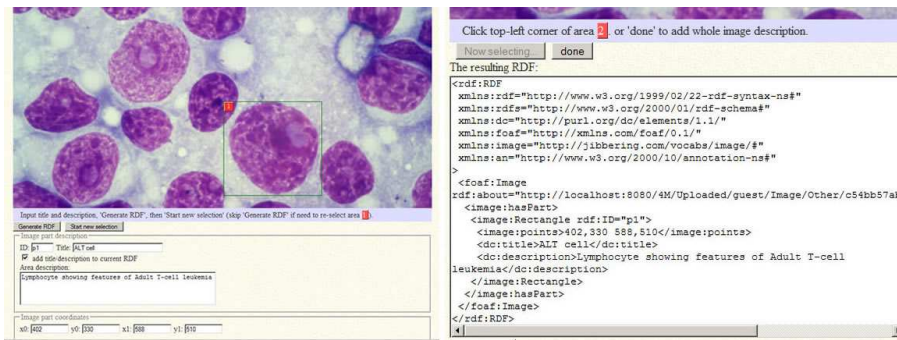 1
Input title and description, 'Generate RDF', then 'Start new selection' (skip 'Generate RDF' if need to re-select area 1).
Generate RDF Start new selection
Image part description
ID: p1 Title: ALT cell
add title/description to current RDF
Area description:
Lymphocyte showing features of Adult T-cell leukemia
Image part coordinates
x0: 402 y0: 330 x1: 588 y1: 510
Click top-left corner of area 2, or 'done' to add whole image description.
Now selecting... done
The resulting RDF:
<rdf:RDF
xmlns:rdf="http://www.w3.org/1999/02/22-rdf-syntax-ns#"
xmlns:rdfs="http://www.w3.org/2000/01/rdf-schema#"
xmlns:dc="http://purl.org/dc/elements/1.1/"
xmlns:foaf="http://xmlns.com/foaf/0.1/"
xmlns:image="http://jibbering.com/vocabs/image/#"
xmlns:an="http://www.w3.org/2000/10/annotation-ns#"
>
<foaf:Image
rdf:about="http://localhost:8080/4M/Uploaded/guest/Image/Other/c54bb57a
<image:hasPart>
<image:Rectangle rdf:ID="p1">
<image:points>402,330 588,510</image:points>
<dc:title>ALT cell</dc:title>
<dc:description>Lymphocyte showing features of Adult T-cell
leukemia</dc:description>
</image:Rectangle>
</image:hasPart>
</foaf:Image>
</rdf:RDF>